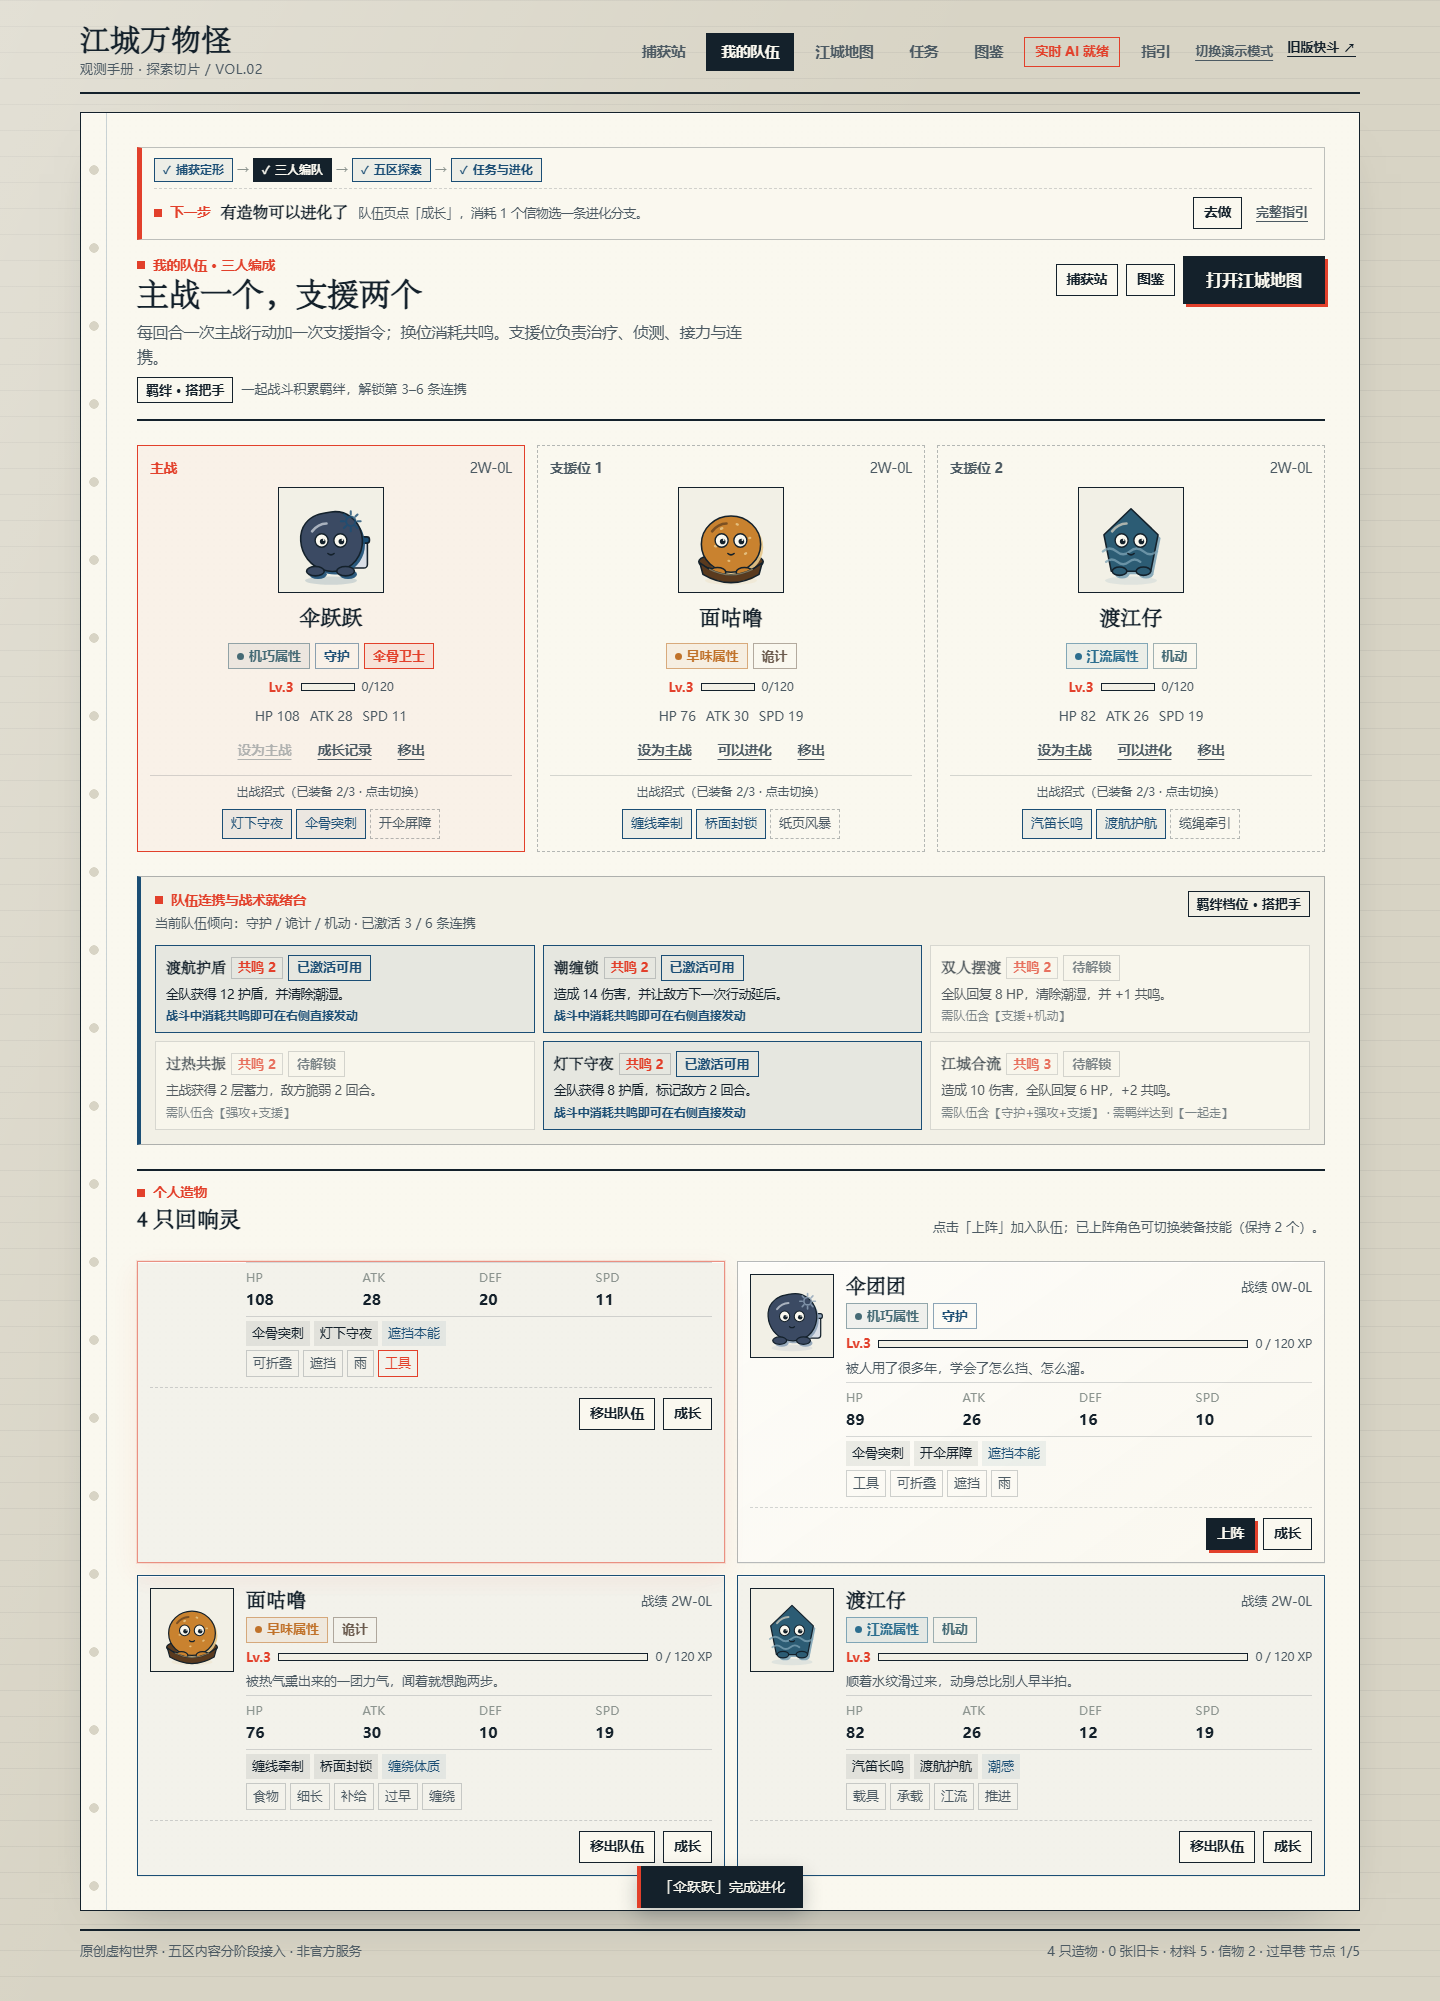 江城万物怪
观测手册 · 探索切片 / VOL.02
捕获站 我的队伍 江城地图 任务 图鉴 实时 AI 就绪 指引 切换演示模式 旧版快斗 ↗
✓ 捕获定形 → ✓ 三人编队 → ✓ 五区探索 → ✓ 任务与进化
下一步 有造物可以进化了 队伍页点「成长」，消耗 1 个信物选一条进化分支。 去做 完整指引
我的队伍 • 三人编成
主战一个，支援两个
捕获站 图鉴 打开江城地图
每回合一次主战行动加一次支援指令；换位消耗共鸣。支援位负责治疗、侦测、接力与连
携。
羁绊 • 搭把手 一起战斗积累羁绊，解锁第 3–6 条连携
主战 2W-0L
伞跃跃
机巧属性 守护 伞骨卫士
Lv.3 0/120
HP 108 ATK 28 SPD 11
设为主战 成长记录 移出
出战招式（已装备 2/3 · 点击切换）
灯下守夜 伞骨突刺 开伞屏障
支援位 1 2W-0L
面咕噜
早味属性 诡计
Lv.3 0/120
HP 76 ATK 30 SPD 19
设为主战 可以进化 移出
出战招式（已装备 2/3 · 点击切换）
缠线牵制 桥面封锁 纸页风暴
支援位 2 2W-0L
渡江仔
江流属性 机动
Lv.3 0/120
HP 82 ATK 26 SPD 19
设为主战 可以进化 移出
出战招式（已装备 2/3 · 点击切换）
汽笛长鸣 渡航护航 缆绳牵引
队伍连携与战术就绪台
当前队伍倾向：守护 / 诡计 / 机动 · 已激活 3 / 6 条连携
羁绊档位 • 搭把手
渡航护盾 共鸣 2 已激活可用
全队获得 12 护盾，并清除潮湿。
战斗中消耗共鸣即可在右侧直接发动
潮缠锁 共鸣 2 已激活可用
造成 14 伤害，并让敌方下一次行动延后。
战斗中消耗共鸣即可在右侧直接发动
双人摆渡 共鸣 2 待解锁
全队回复 8 HP，清除潮湿，并 +1 共鸣。
需队伍含【支援+机动】
过热共振 共鸣 2 待解锁
主战获得 2 层蓄力，敌方脆弱 2 回合。
需队伍含【强攻+支援】
灯下守夜 共鸣 2 已激活可用
全队获得 8 护盾，标记敌方 2 回合。
战斗中消耗共鸣即可在右侧直接发动
江城合流 共鸣 3 待解锁
造成 10 伤害，全队回复 6 HP，+2 共鸣。
需队伍含【守护+强攻+支援】 · 需羁绊达到【一起走】
个人造物
4 只回响灵
点击「上阵」加入队伍；已上阵角色可切换装备技能（保持 2 个）。
HP ATK DEF SPD
108 28 20 11
伞骨突刺 灯下守夜 遮挡本能
可折叠 遮挡 雨 工具
移出队伍 成长
伞团团 战绩 0W-0L
机巧属性 守护
Lv.3 0 / 120 XP
被人用了很多年，学会了怎么挡、怎么溜。
HP ATK DEF SPD
89 26 16 10
伞骨突刺 开伞屏障 遮挡本能
工具 可折叠 遮挡 雨
上阵 成长
面咕噜 战绩 2W-0L
早味属性 诡计
Lv.3 0 / 120 XP
被热气熏出来的一团力气，闻着就想跑两步。
HP ATK DEF SPD
76 30 10 19
缠线牵制 桥面封锁 缠绕体质
食物 细长 补给 过早 缠绕
移出队伍 成长
渡江仔 战绩 2W-0L
江流属性 机动
Lv.3 0 / 120 XP
顺着水纹滑过来，动身总比别人早半拍。
HP ATK DEF SPD
82 26 12 19
汽笛长鸣 渡航护航 潮感
载具 承载 江流 推进
移出队伍 成长
「伞跃跃」完成进化
原创虚构世界 · 五区内容分阶段接入 · 非官方服务
4 只造物 · 0 张旧卡 · 材料 5 · 信物 2 · 过早巷 节点 1/5